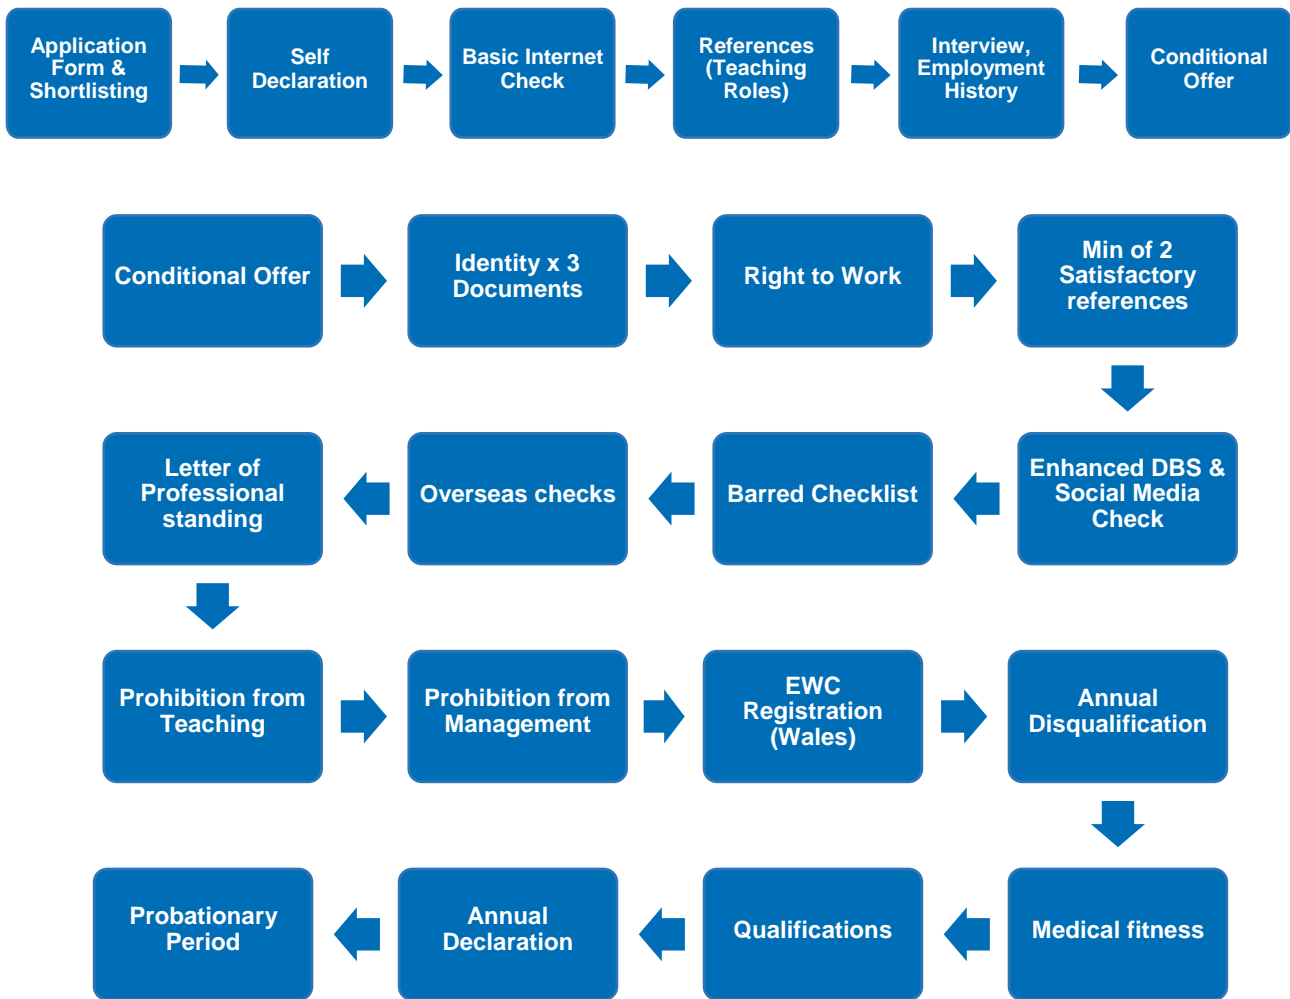 Application
Form &
Shortlisting
Self
Declaration
Basic Internet
Check
References
(Teaching
Roles)
Interview,
Employment
History
Conditional
Offer
Conditional Offer
Identity x 3
Documents
Right to Work
Min of 2
Satisfactory
references
Enhanced DBS &
Social Media
Check
Barred Checklist
Overseas checks
Letter of
Professional
standing
Prohibition from
Teaching
Prohibition from
Management
EWC
Registration
(Wales)
Annual
Disqualification
Medical fitness
Qualifications
Annual
Declaration
Probationary
Period